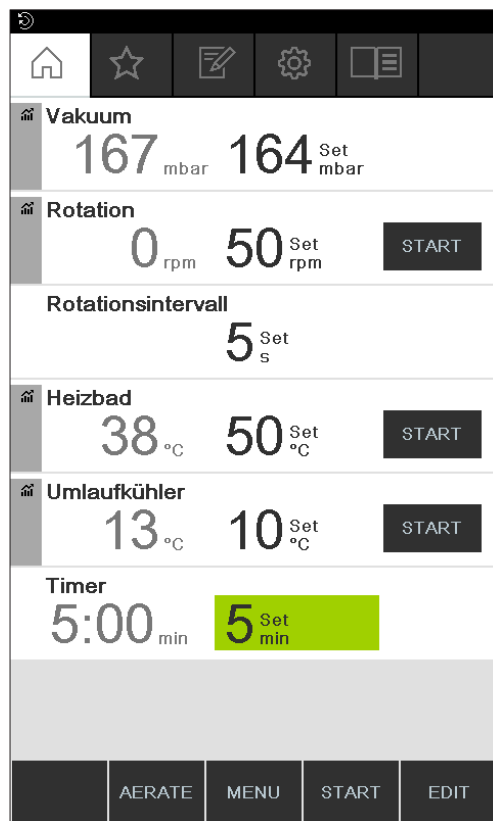 Vakuum
167 mbar 164 Set mbar
Rotation
0 rpm 50 Set rpm START
Rotationsintervall
5 Set s
Heizbad
38 °C 50 Set °C START
Umlaufkühler
13 °C 10 Set °C START
Timer
5:00 min 5 Set min
AERATE MENU START EDIT